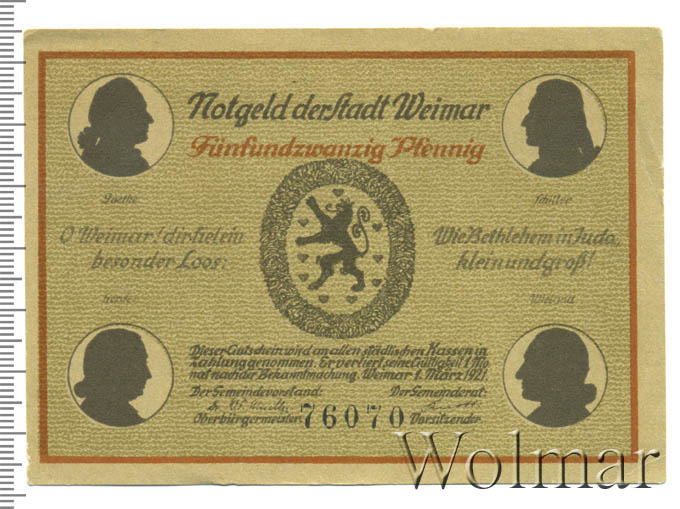 Notgeld der Stadt Weimar
Fünfundzwanzig Pfennig
Goethe
Schiller
O Weimar! dir fiel ein
besonder Loos:
Wie Bethlehem in Juda,
klein und groß!
Herder
Wieland
Dieser Gutschein wird an allen städtischen Kassen in
Zahlung genommen. Er verliert seine Gültigkeit 1 Mo
nat nach der Bekanntmachung. Weimar 1. März 1921
Der Gemeindevorstand:
Der Gemeinderat:
Oberbürgermeister
76070
Vorsitzender
Wolmar